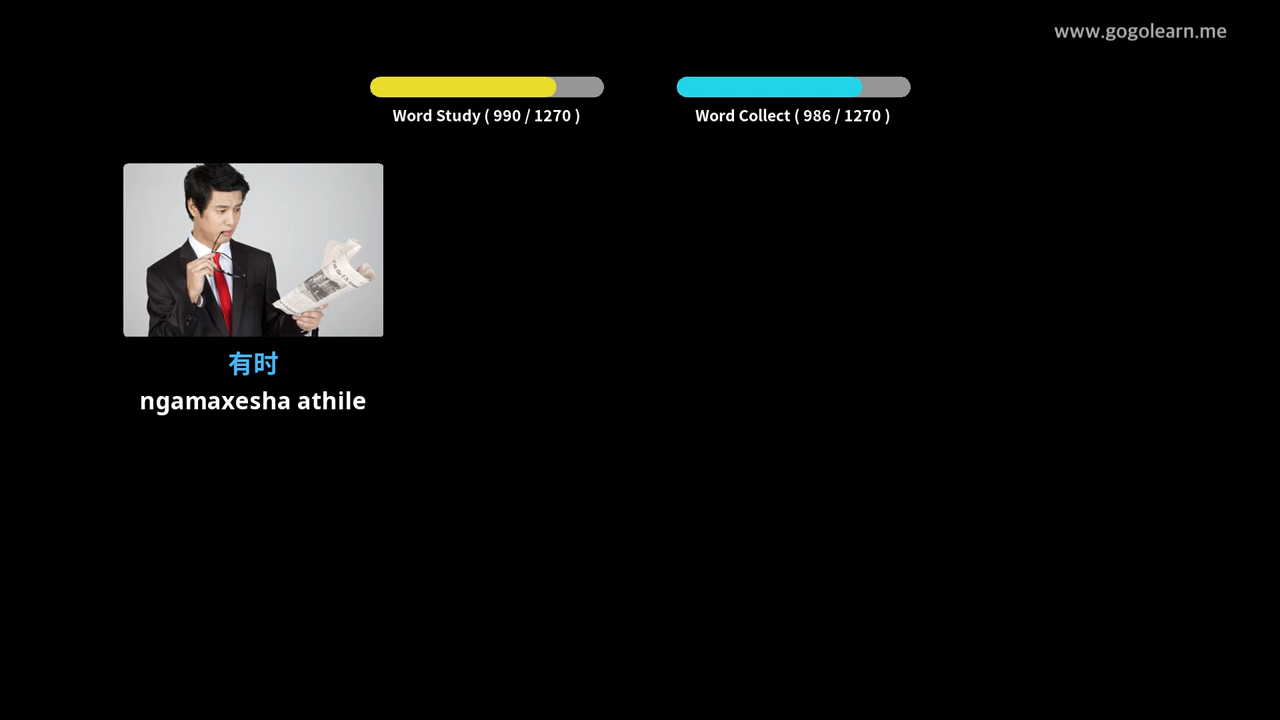 www.gogolearn.me
Word Study ( 990 / 1270 )
Word Collect ( 986 / 1270 )
有时
ngamaxesha athile